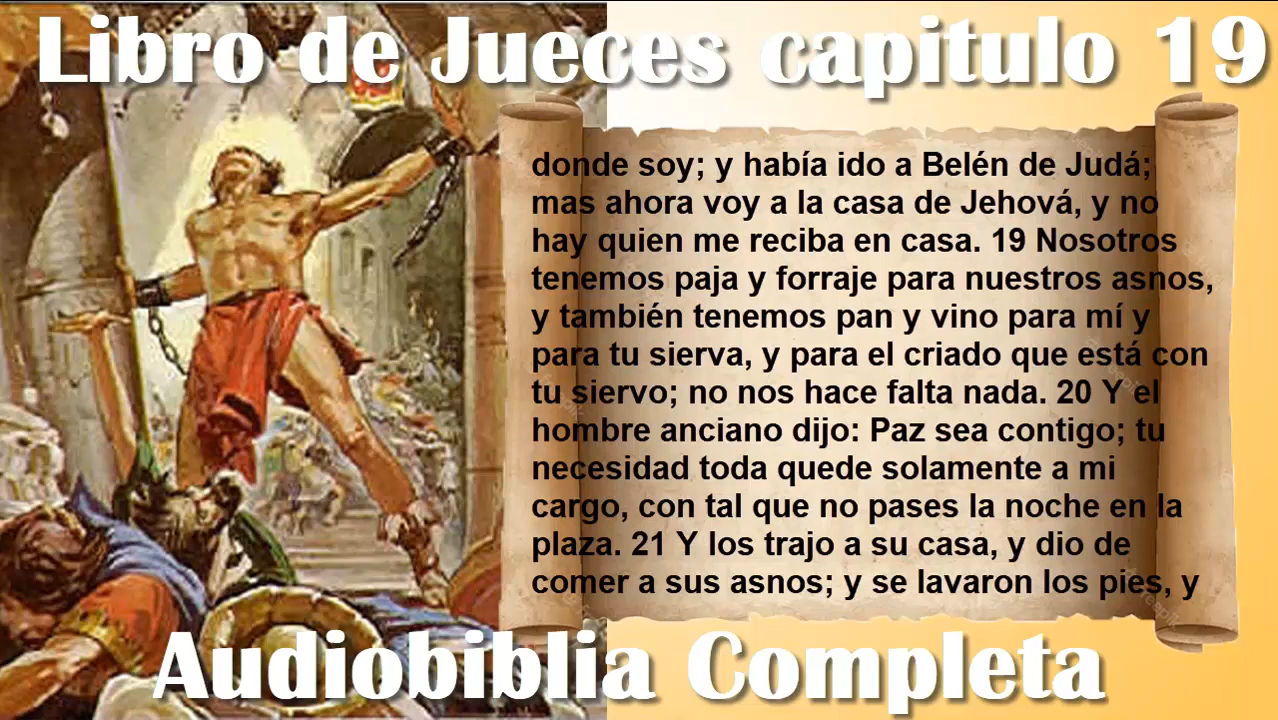 Libro de Jueces capitulo 19
donde soy; y había ido a Belén de Judá;
mas ahora voy a la casa de Jehová, y no
hay quien me reciba en casa. 19 Nosotros
tenemos paja y forraje para nuestros asnos,
y también tenemos pan y vino para mí y
para tu sierva, y para el criado que está con
tu siervo; no nos hace falta nada. 20 Y el
hombre anciano dijo: Paz sea contigo; tu
necesidad toda quede solamente a mi
cargo, con tal que no pases la noche en la
plaza. 21 Y los trajo a su casa, y dio de
comer a sus asnos; y se lavaron los pies, y
Audiobiblia Completa